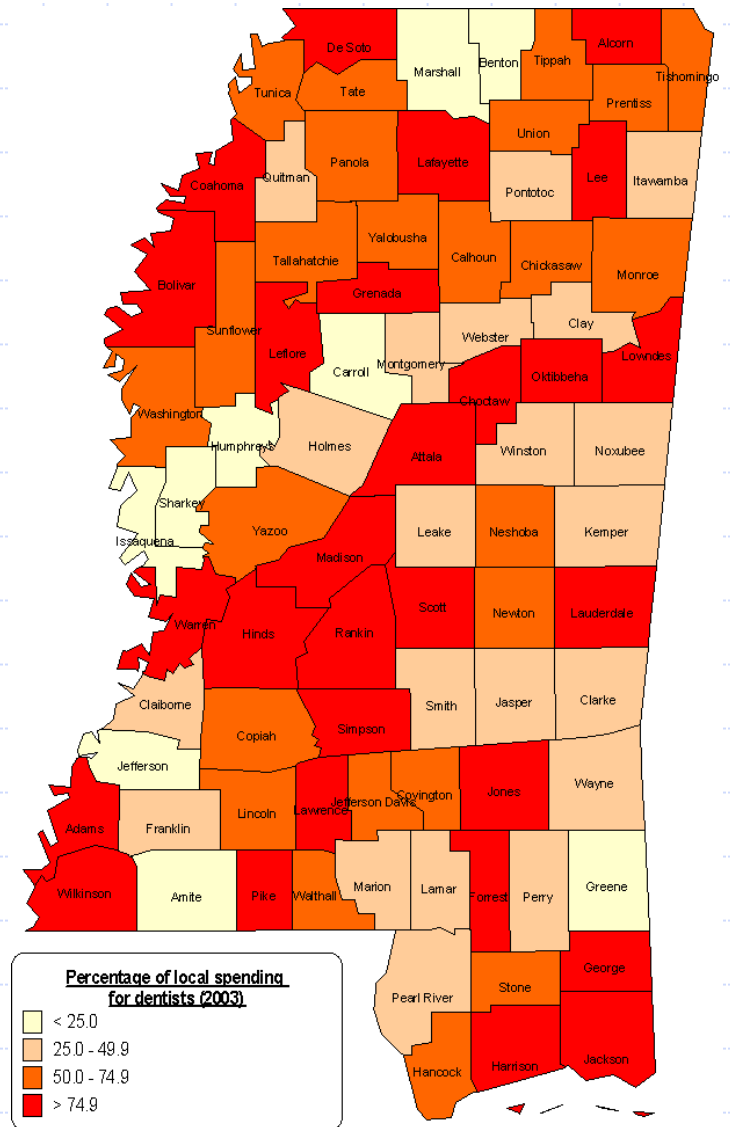 De Soto
Marshall
Benton
Tippah
Alcorn
Tishomingo
Tunica
Tate
Prentiss
Union
Panola
Lafayette
Coahoma
Quitman
Pontotoc
Lee
Itawamba
Yalobusha
Tallahatchie
Calhoun
Chickasaw
Monroe
Bolivar
Grenada
Sunflower
Clay
Webster
Leflore
Carroll
Montgomery
Lowndes
Oktibbeha
Choctaw
Washington
Humphreys
Holmes
Attala
Winston
Noxubee
Sharkey
Issaquena
Yazoo
Leake
Neshoba
Kemper
Madison
Scott
Newton
Lauderdale
Warren
Hinds
Rankin
Claiborne
Smith
Jasper
Clarke
Copiah
Simpson
Jefferson
Wayne
Jones
Covington
Jefferson Davis
Lawrence
Lincoln
Adams
Franklin
Wilkinson
Amite
Pike
Walthall
Marion
Lamar
Forrest
Perry
Greene
George
Stone
Pearl River
Jackson
Harrison
Hancock
Percentage of local spending
for dentists (2003)
< 25.0
25.0 - 49.9
50.0 - 74.9
> 74.9